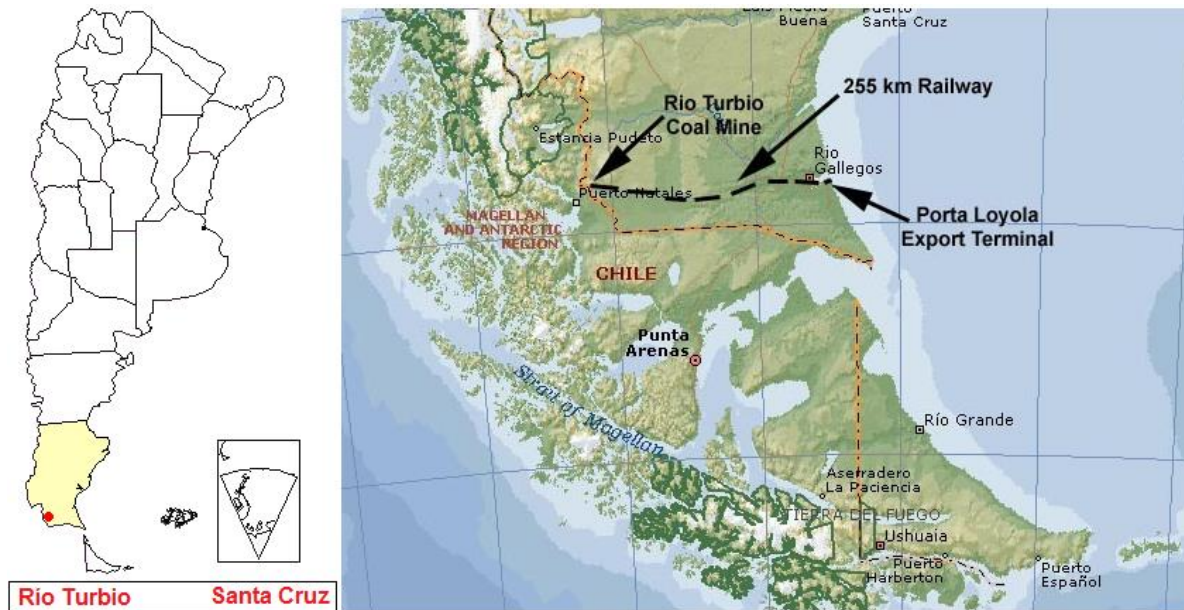 Rio Turbio
Santa Cruz
Buena
Puerto
Santa Cruz
255 km Railway
Rio Turbio
Coal Mine
Estancia Pudeto
Rio
Gallegos
Puerto Natales
MAGELLAN
AND ANTARCTIC
REGION
Porta Loyola
Export Terminal
CHILE
Punta
Arenas
Strait of Magellan
Río Grande
Aserradero
La Paciencia
TIERRA DEL FUEGO
Ushuaia
Puerto
Harberton
Puerto
Español